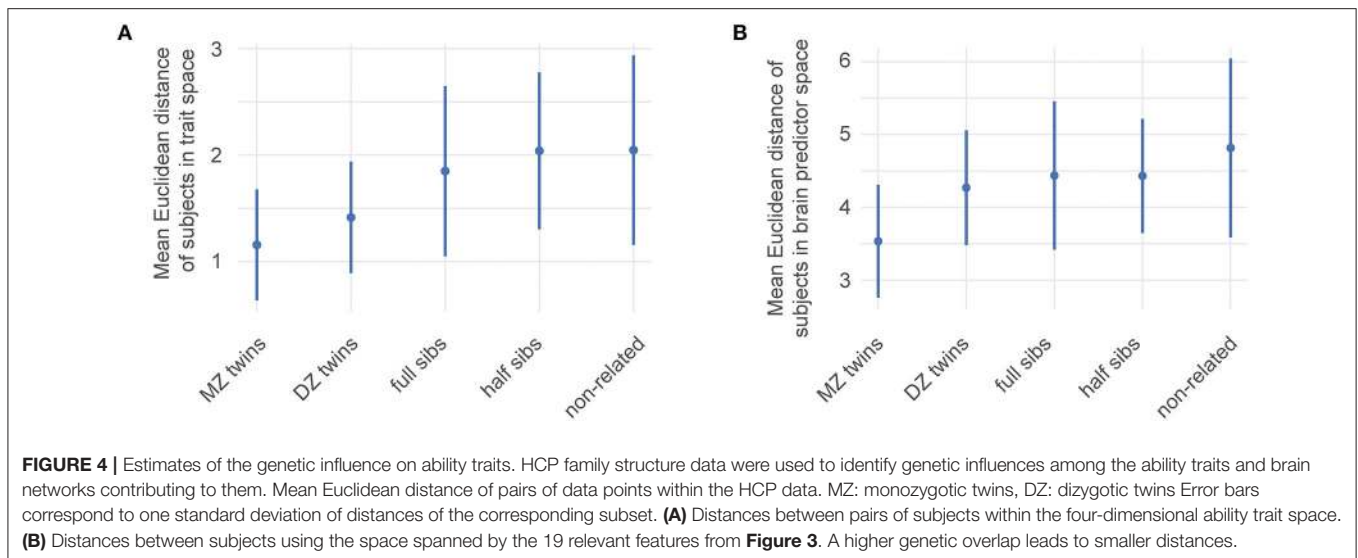 A
Mean Euclidean distance
of subjects in trait space
3
2
1
MZ twins
DZ twins
full sibs
half sibs
non-related
B
Mean Euclidean distance of
subjects in brain predictor space
6
5
4
3
MZ twins
DZ twins
full sibs
half sibs
non-related
FIGURE 4 | Estimates of the genetic influence on ability traits. HCP family structure data were used to identify genetic influences among the ability traits and brain
networks contributing to them. Mean Euclidean distance of pairs of data points within the HCP data. MZ: monozygotic twins, DZ: dizygotic twins Error bars
correspond to one standard deviation of distances of the corresponding subset. (A) Distances between pairs of subjects within the four-dimensional ability trait space.
(B) Distances between subjects using the space spanned by the 19 relevant features from Figure 3. A higher genetic overlap leads to smaller distances.